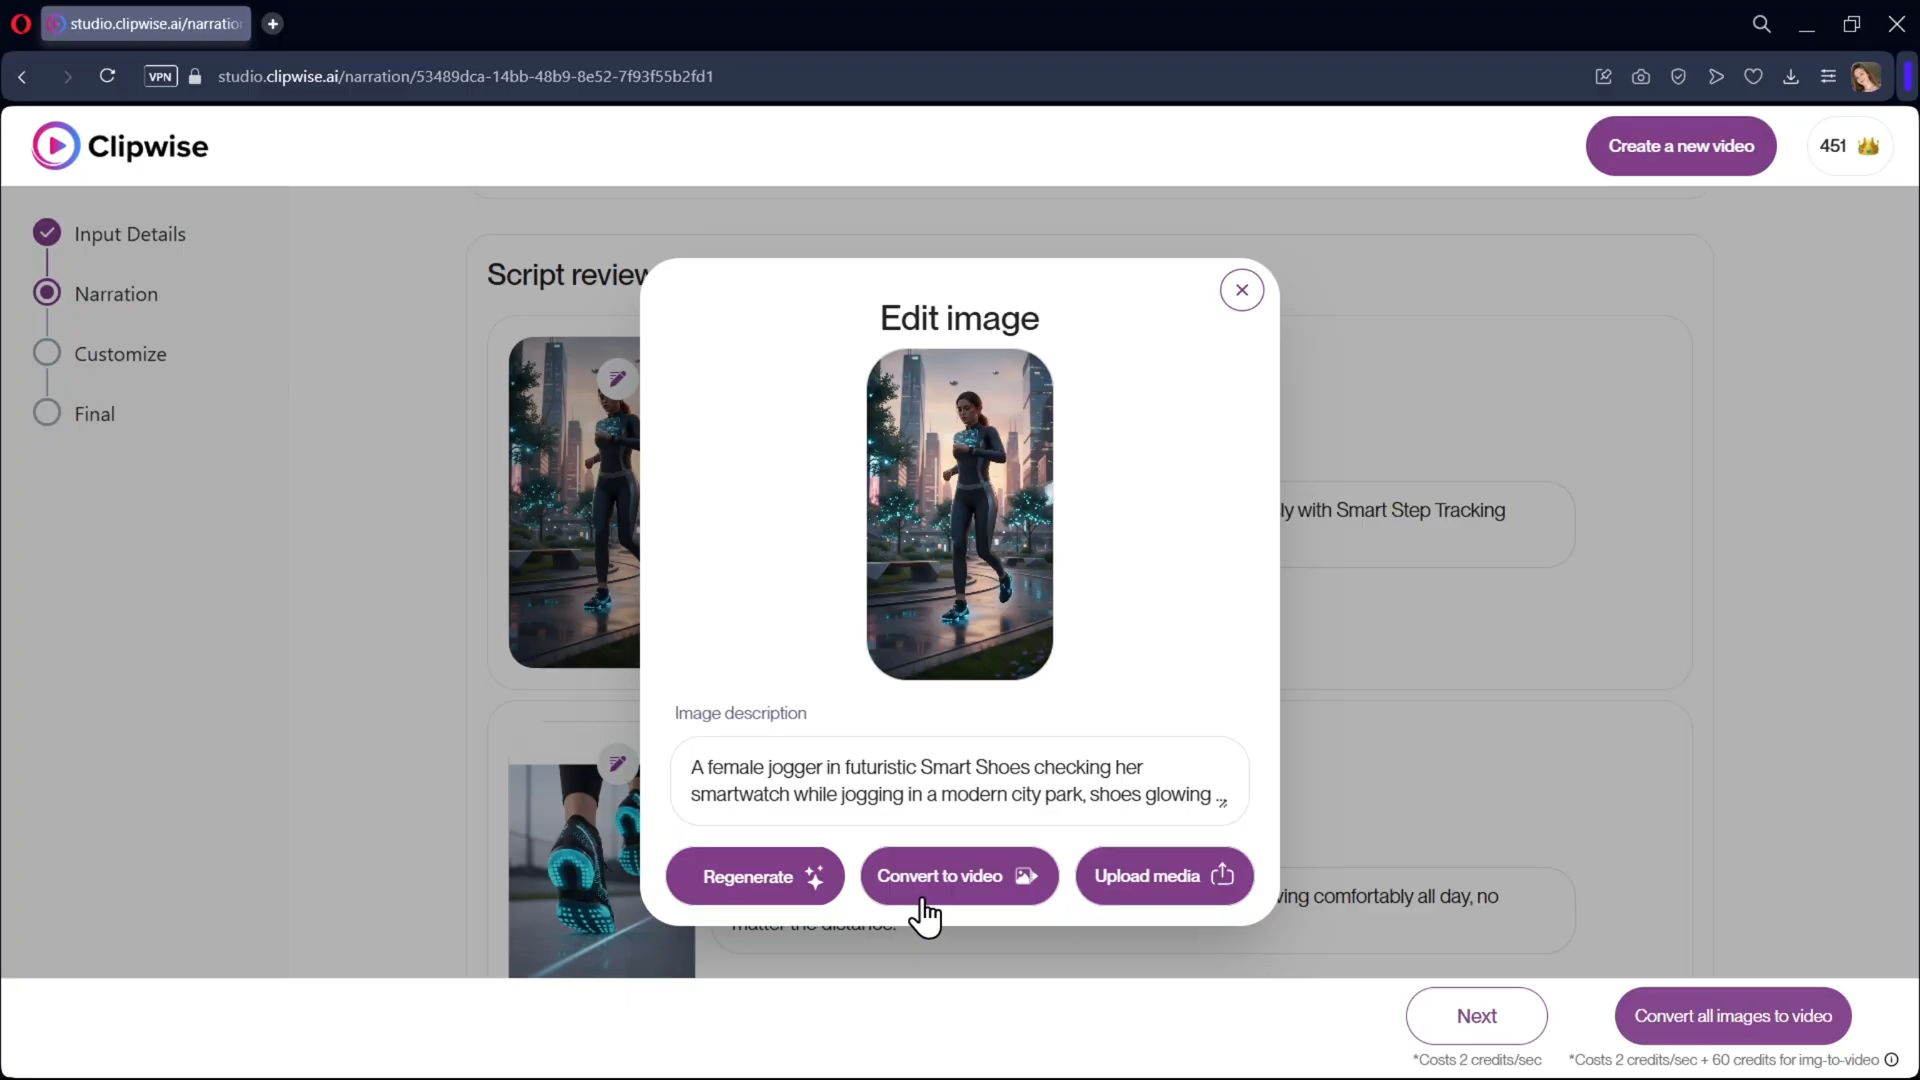 studio.clipwise.ai/narratio
VPN
studio.clipwise.ai/narration/53489dca-14bb-48b9-8e52-7f93f55b2fd1
Clipwise
Create a new video
451
Input Details
Narration
Customize
Final
Script review
Edit image
ly with Smart Step Tracking
Image description
A female jogger in futuristic Smart Shoes checking her
smartwatch while jogging in a modern city park, shoes glowing
Regenerate
Convert to video
Upload media
ving comfortably all day, no
matter the distance.
Next
Convert all images to video
*Costs 2 credits/sec
*Costs 2 credits/sec + 60 credits for img-to-video